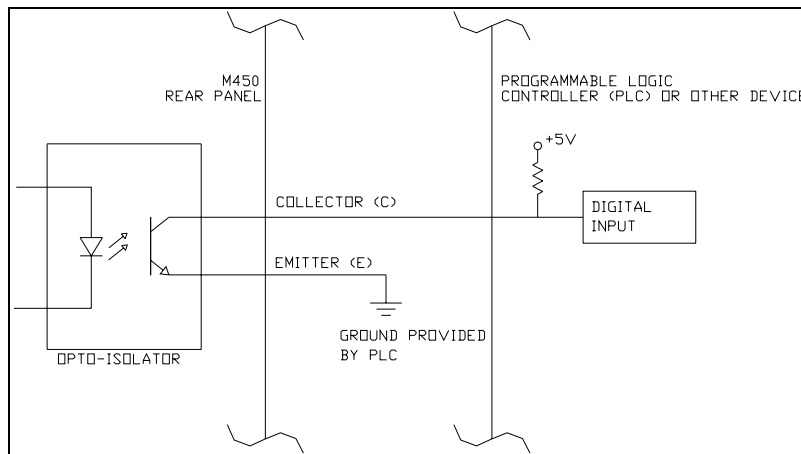 M450
REAR PANEL
PROGRAMMABLE LOGIC
CONTROLLER (PLC) OR OTHER DEVICE
+5V
COLLECTOR (C)
DIGITAL
INPUT
EMITTER (E)
GROUND PROVIDED
BY PLC
OPTO-ISOLATOR